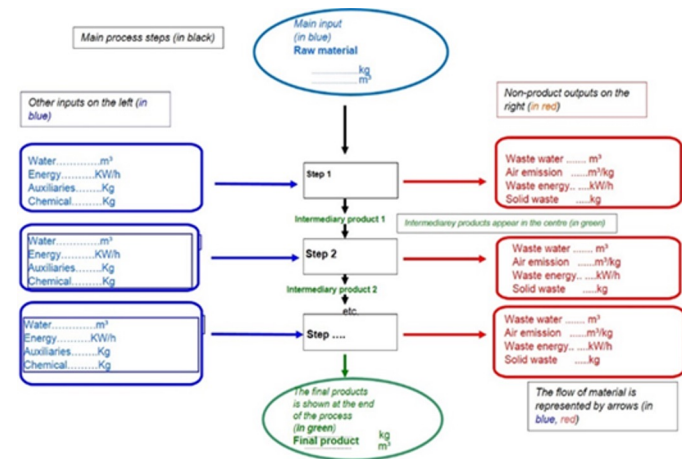 Main process steps (in black)
Main input
(in blue)
Raw material
..............kg
..............m³
Other inputs on the left (in
blue)
Non-product outputs on the
right (in red)
Water............m³
Energy.........KW/h
Auxiliaries........Kg
Chemical.........Kg
Step 1
Waste water ....... m³
Air emission ......m³/kg
Waste energy.. ....kW/h
Solid waste .....kg
Intermediary product 1
Intermediarey products appear in the centre (in green)
Water............m³
Energy.........KW/h
Auxiliaries........Kg
Chemical.........Kg
Step 2
Waste water ....... m³
Air emission ......m³/kg
Waste energy.. ....kW/h
Solid waste .....kg
Intermediary product 2
etc.
Water............m³
Energy.........KW/h
Auxiliaries........Kg
Chemical.........Kg
Step ....
Waste water ....... m³
Air emission ......m³/kg
Waste energy.. ....kW/h
Solid waste .....kg
The final products
is shown at the end
of the process
(in green)
Final product kg
.............. m³
The flow of material is
represented by arrows (in
blue, red)